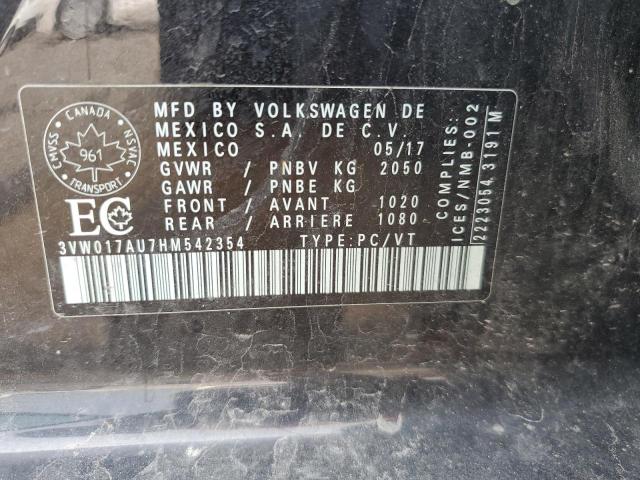 MFD BY VOLKSWAGEN DE
MEXICO S.A. DE C.V.
MEXICO 05/17
GVWR / PNBV KG 2050
GAWR / PNBE KG
FRONT / AVANT 1020
REAR / ARRIERE 1080
3VW017AU7HM542354 TYPE:PC/VT
CANADA
CMVSS
NSVAC
961
TRANSPORT
EC
COMPLIES:
ICES/NMB-002
2223054 3191 M